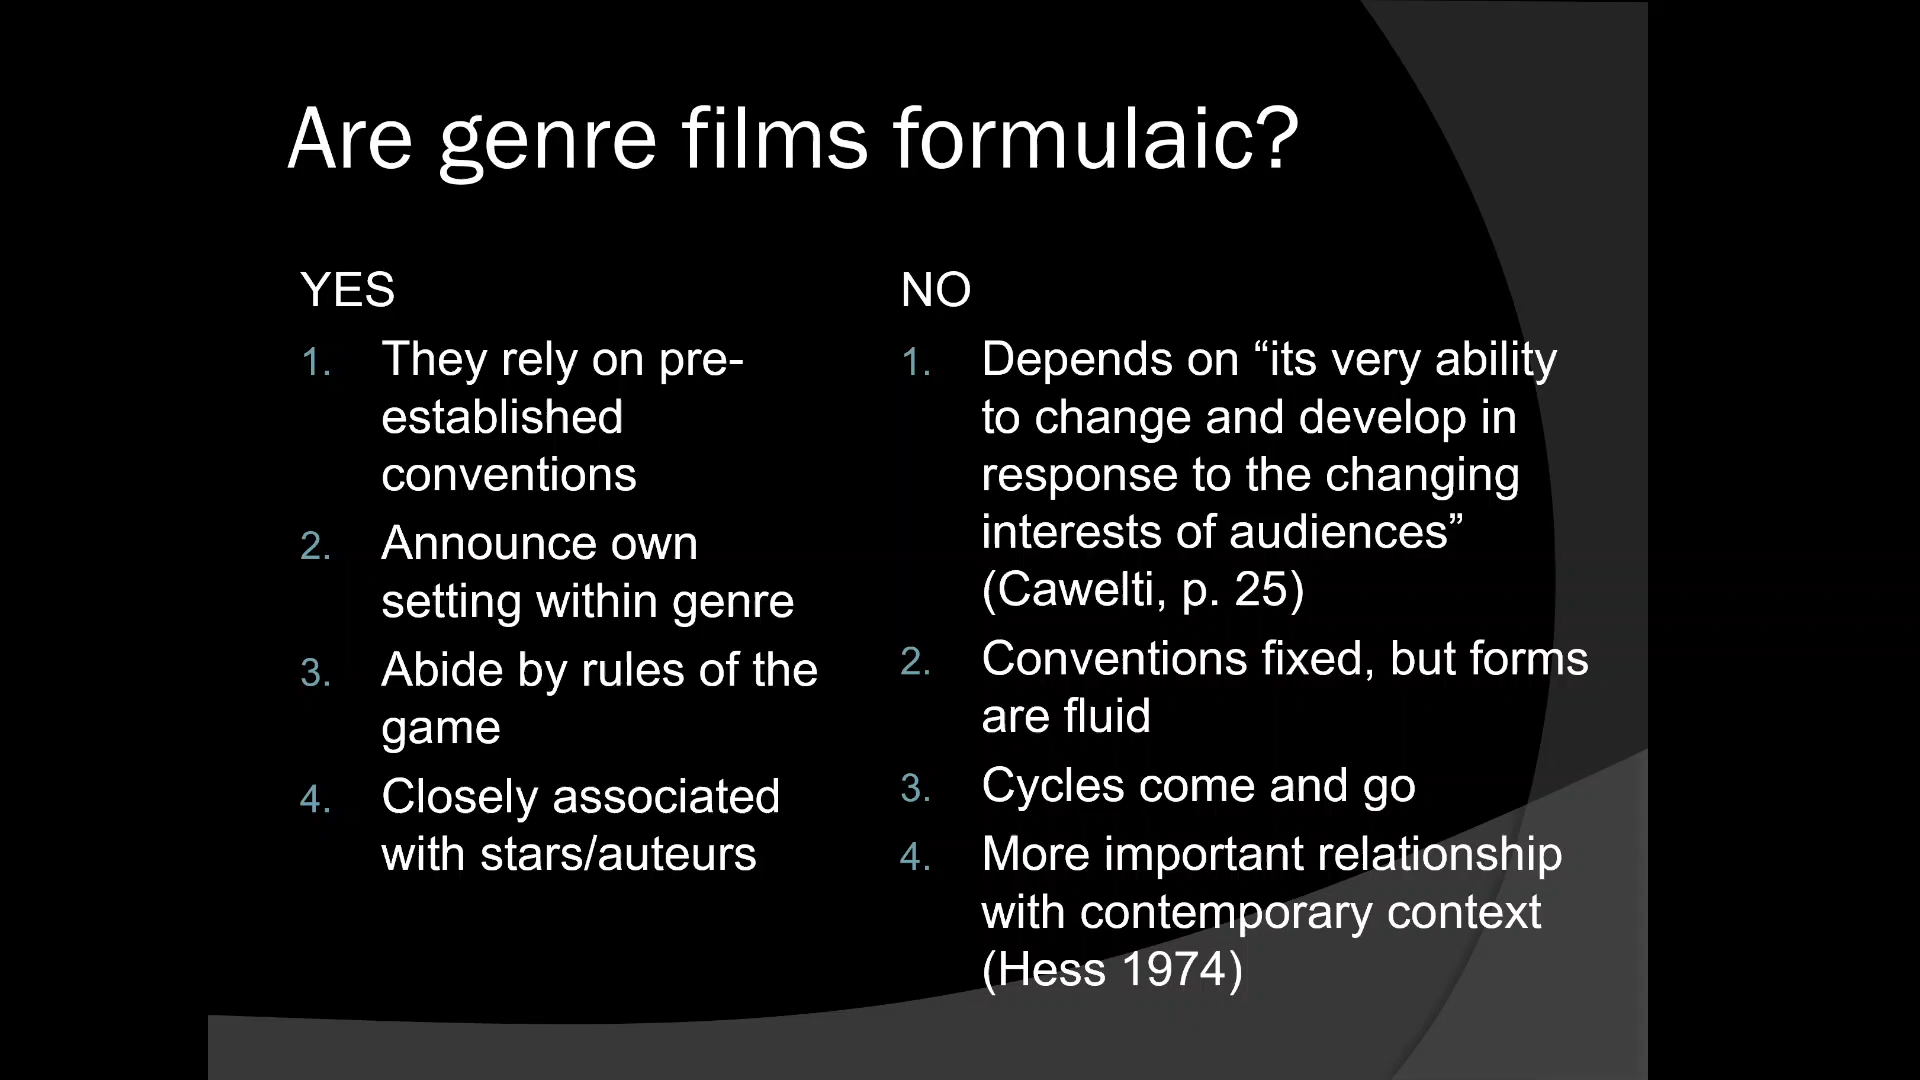 Are genre films formulaic?
YES
1. They rely on pre-
established
conventions
2. Announce own
setting within genre
3. Abide by rules of the
game
4. Closely associated
with stars/auteurs
NO
1. Depends on “its very ability
to change and develop in
response to the changing
interests of audiences”
(Cawelti, p. 25)
2. Conventions fixed, but forms
are fluid
3. Cycles come and go
4. More important relationship
with contemporary context
(Hess 1974)